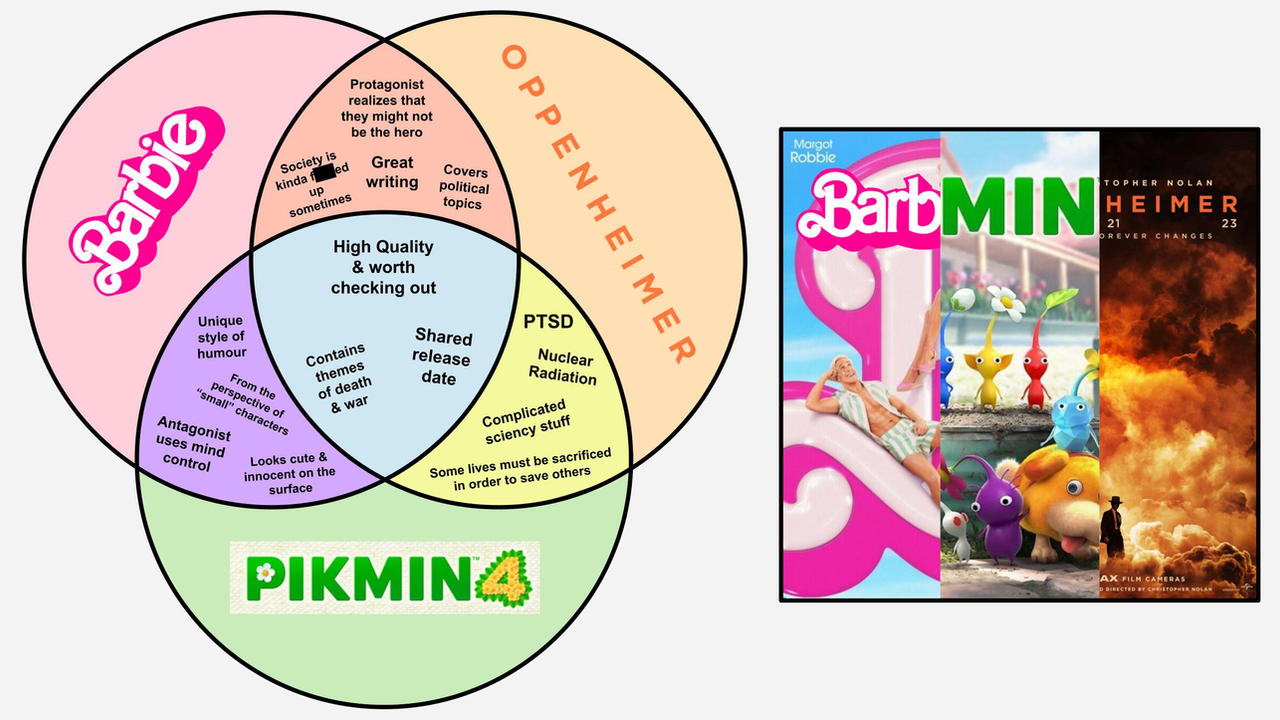 Barbie
OPPENHEIMER
Protagonist
realizes that
they might not
be the hero
Society is
kinda f ed
up
sometimes
Great
writing
Covers
political
topics
High Quality
& worth
checking out
Contains
themes
of death
& war
Shared
release
date
Unique
style of
humour
From the
perspective of
"small" characters
Antagonist
uses mind
control
Looks cute &
innocent on the
surface
PTSD
Nuclear
Radiation
Complicated
sciency stuff
Some lives must be sacrificed
in order to save others
PIKMIN 4
™
Margot
Robbie
Barb
MIN
STOPHER NOLAN
HEIMER
21 23
OREVER CHANGES
AX FILM CAMERAS
D DIRECTED BY CHRISTOPHER NOLAN